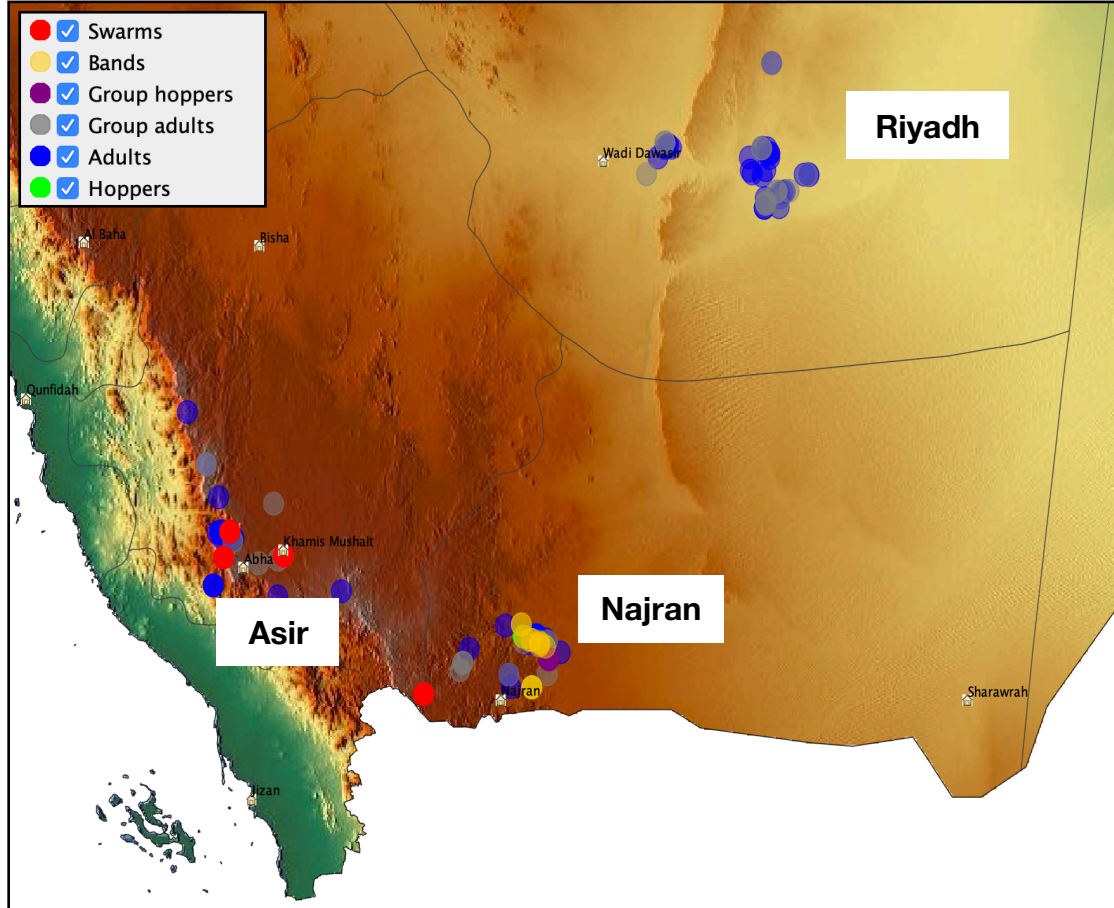 Swarms
Bands
Group hoppers
Group adults
Adults
Hoppers
Riyadh
Wadi Dawasir
Al Baha
Bisha
Qunfidah
Khamis Mushait
Abha
Asir
Najran
Najran
Sharawrah
Jizan